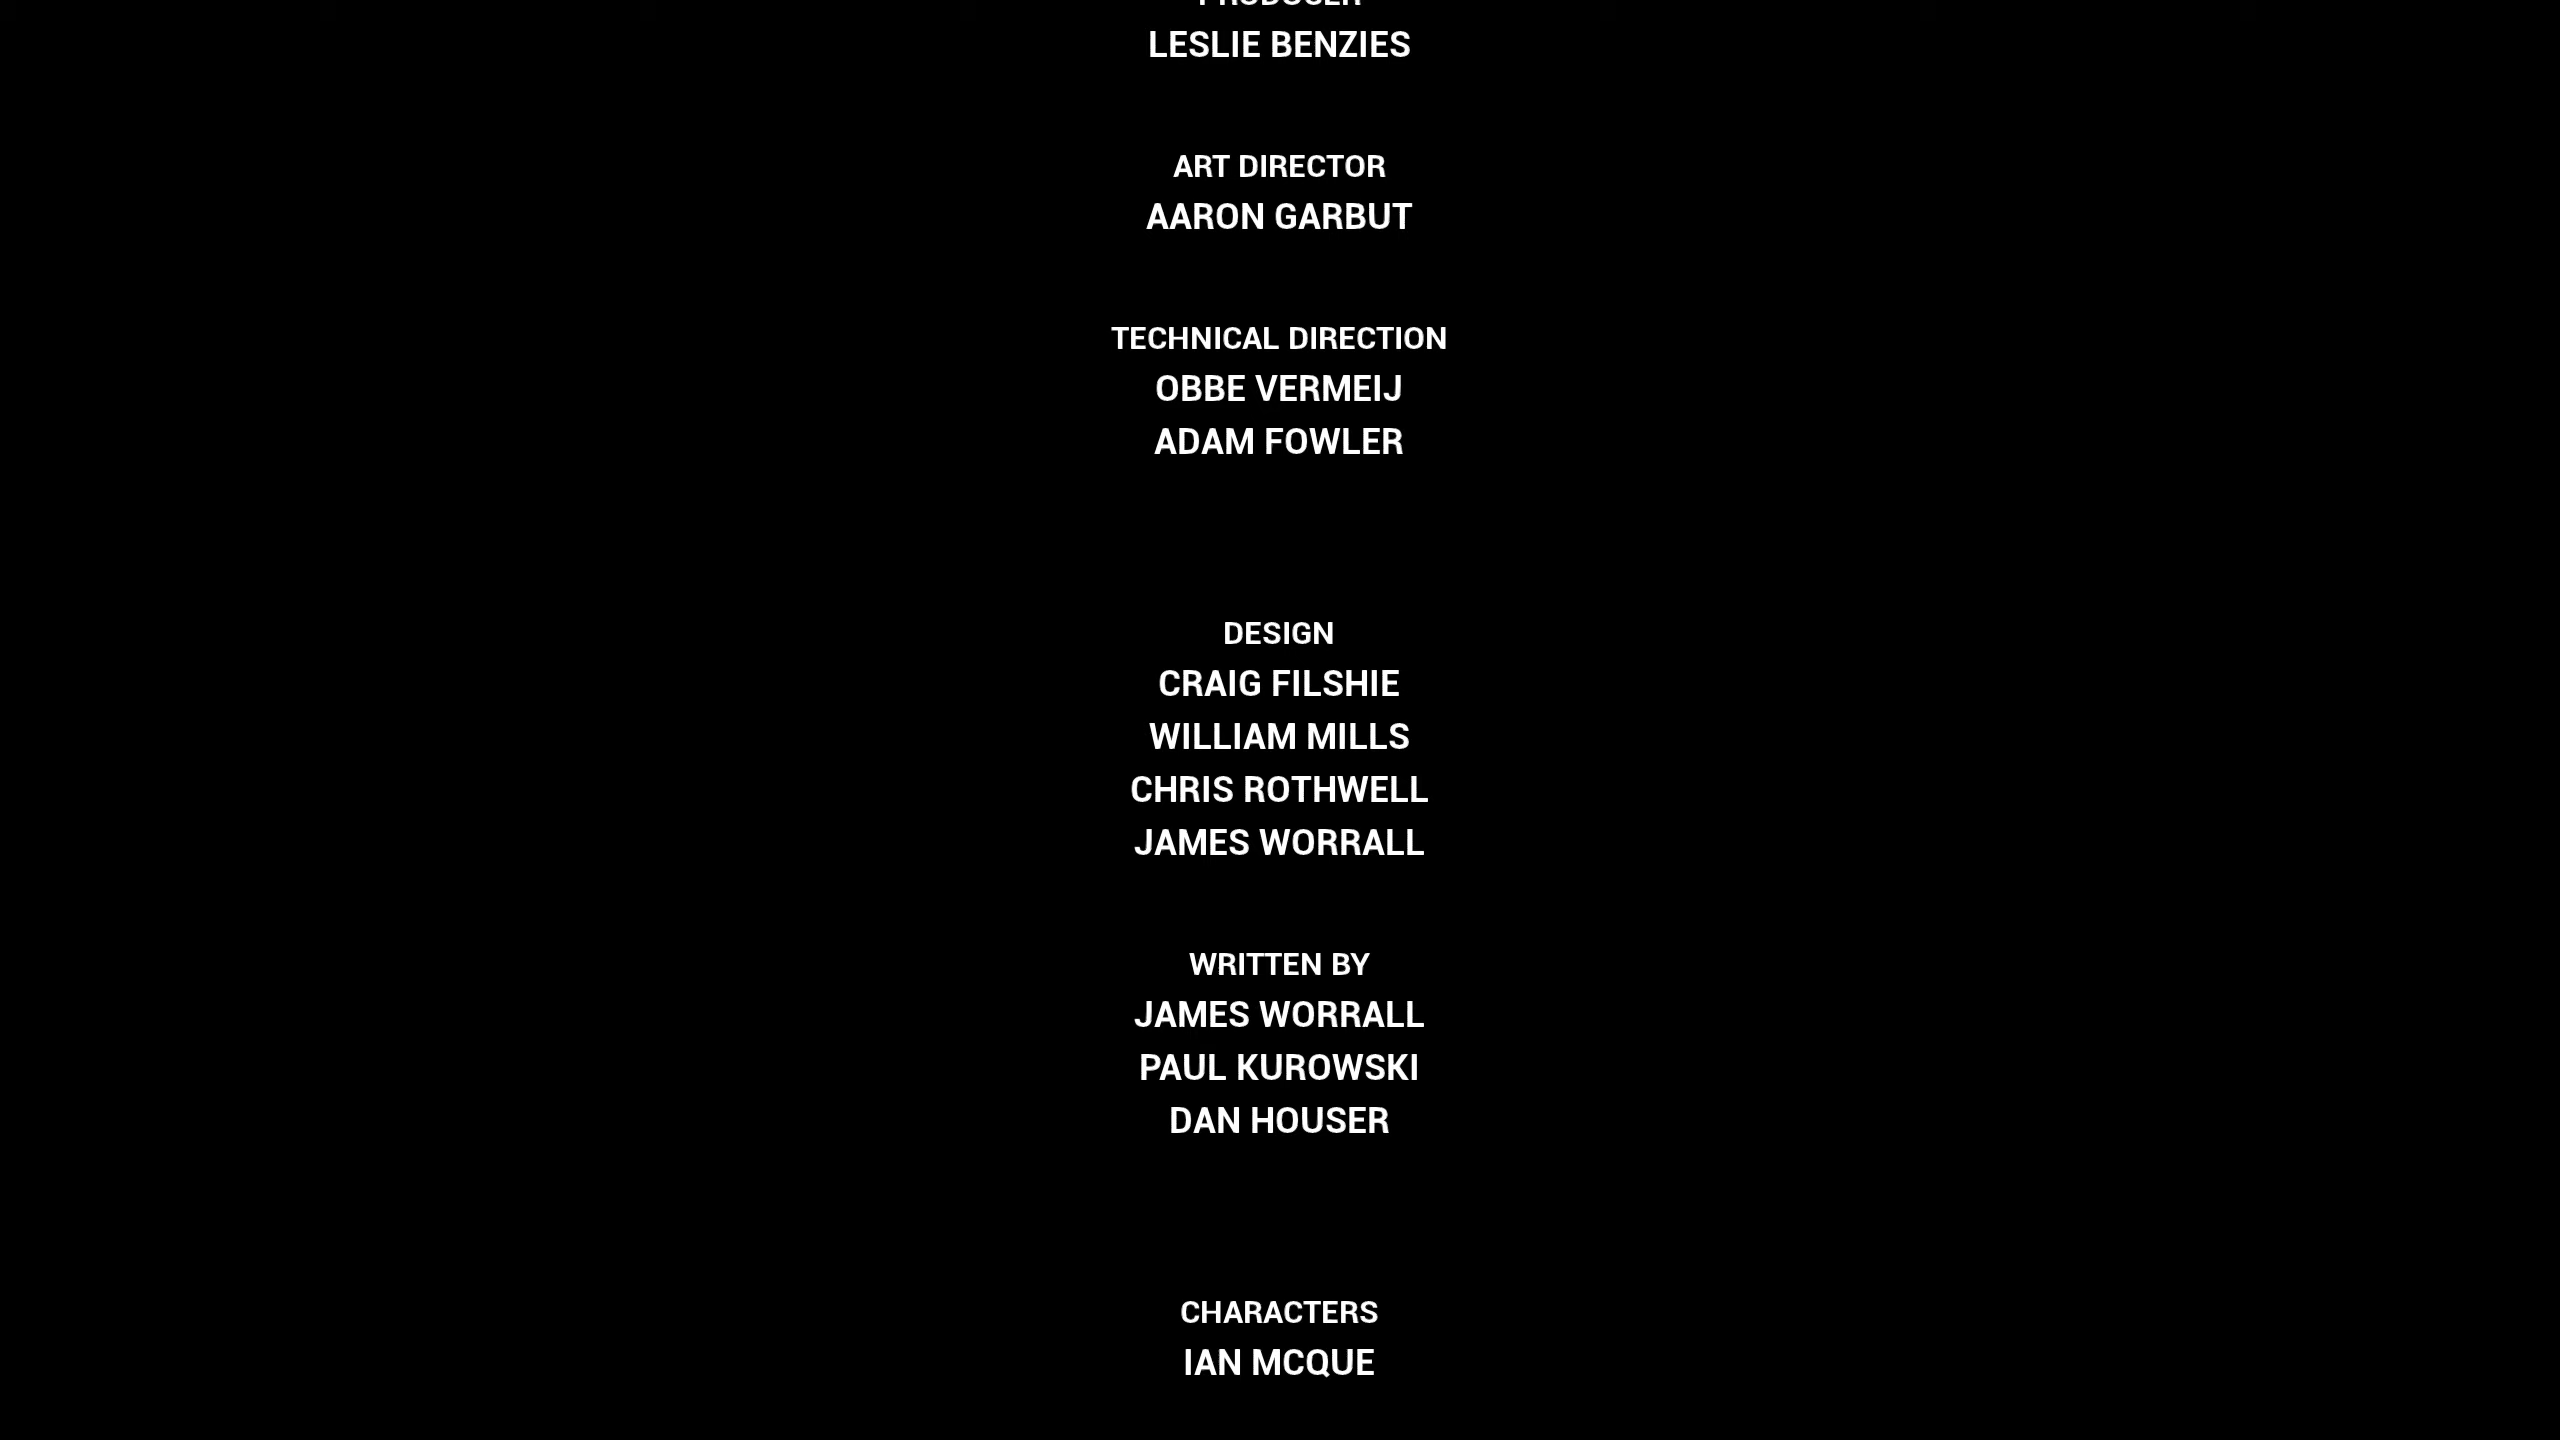 PRODUCER
LESLIE BENZIES
ART DIRECTOR
AARON GARBUT
TECHNICAL DIRECTION
OBBE VERMEIJ
ADAM FOWLER
DESIGN
CRAIG FILSHIE
WILLIAM MILLS
CHRIS ROTHWELL
JAMES WORRALL
WRITTEN BY
JAMES WORRALL
PAUL KUROWSKI
DAN HOUSER
CHARACTERS
IAN MCQUE